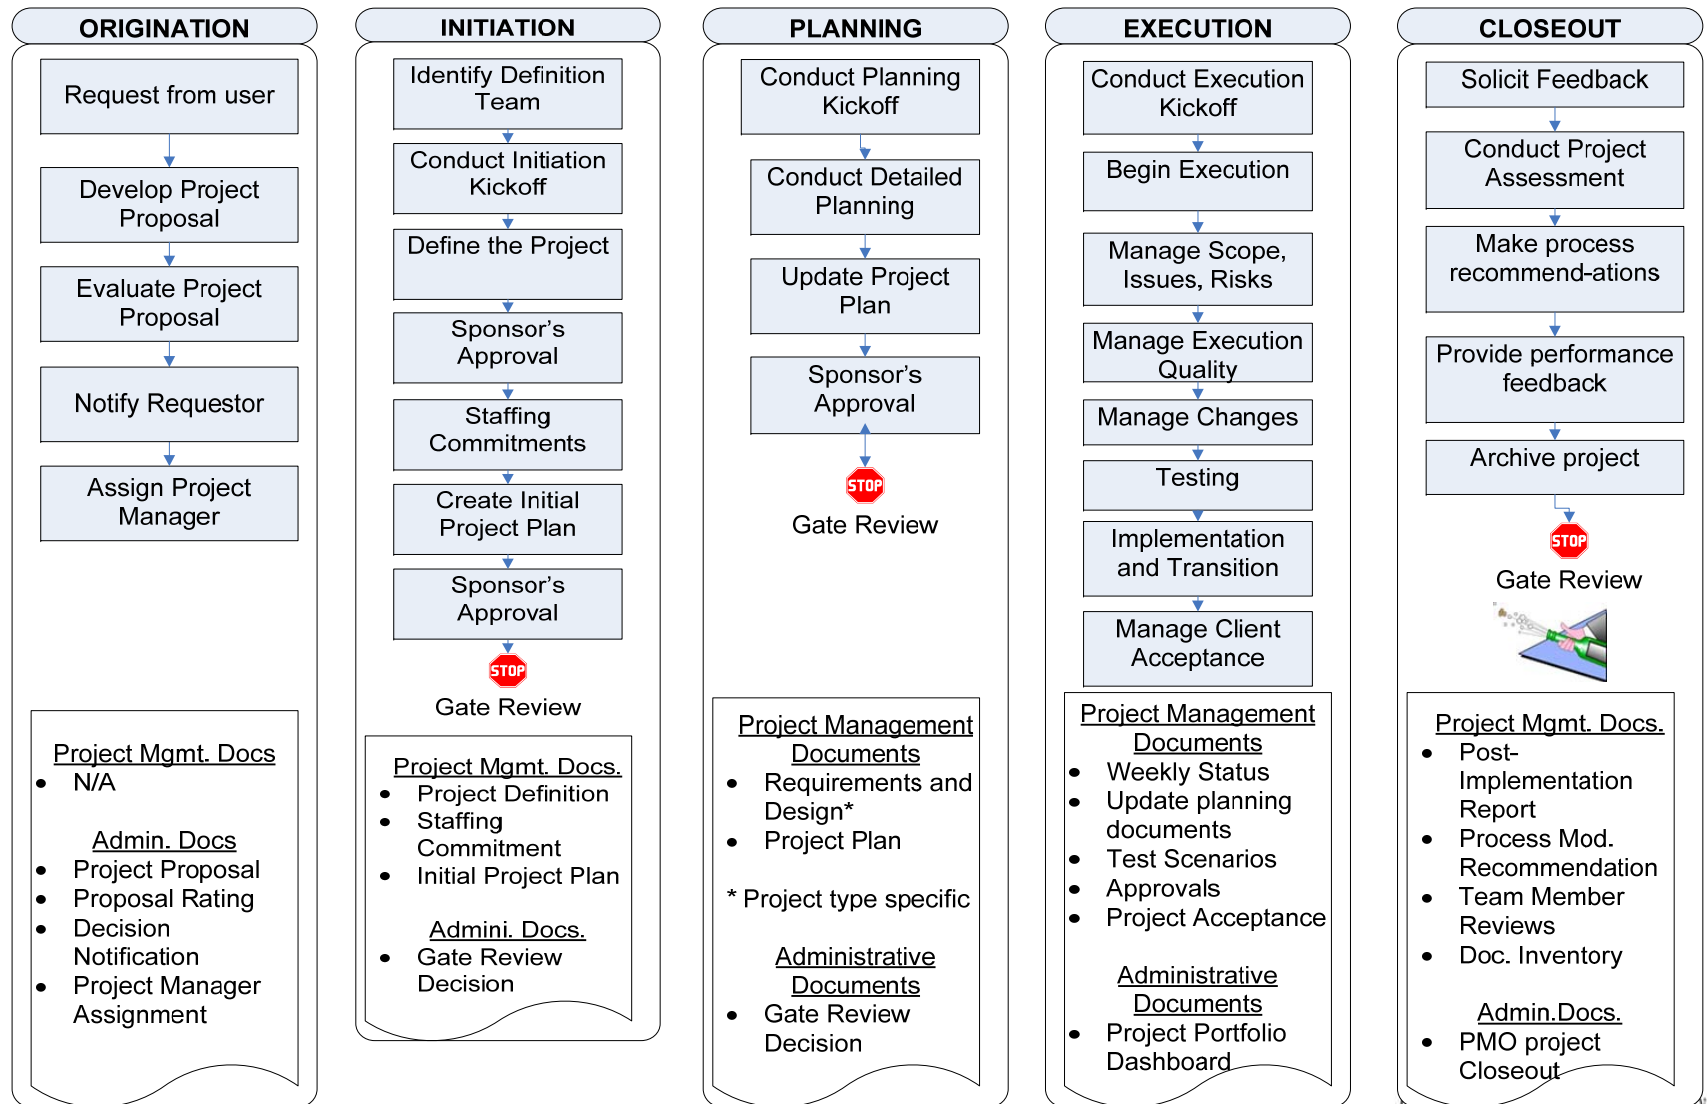 ORIGINATION
Request from user
Develop Project
Proposal
Evaluate Project
Proposal
Notify Requestor
Assign Project
Manager
Project Mgmt. Docs
• N/A
Admin. Docs
• Project Proposal
• Proposal Rating
• Decision
Notification
• Project Manager
Assignment
INITIATION
Identify Definition
Team
Conduct Initiation
Kickoff
Define the Project
Sponsor’s
Approval
Staffing
Commitments
Create Initial
Project Plan
Sponsor’s
Approval
STOP
Gate Review
Project Mgmt. Docs.
• Project Definition
• Staffing
Commitment
• Initial Project Plan
Admini. Docs.
• Gate Review
Decision
PLANNING
Conduct Planning
Kickoff
Conduct Detailed
Planning
Update Project
Plan
Sponsor’s
Approval
STOP
Gate Review
Project Management
Documents
• Requirements and
Design*
• Project Plan
* Project type specific
Administrative
Documents
• Gate Review
Decision
EXECUTION
Conduct Execution
Kickoff
Begin Execution
Manage Scope,
Issues, Risks
Manage Execution
Quality
Manage Changes
Testing
Implementation
and Transition
Manage Client
Acceptance
Project Management
Documents
• Weekly Status
• Update planning
documents
• Test Scenarios
• Approvals
• Project Acceptance
Administrative
Documents
• Project Portfolio
Dashboard
CLOSEOUT
Solicit Feedback
Conduct Project
Assessment
Make process
recommend-ations
Provide performance
feedback
Archive project
STOP
Gate Review
Project Mgmt. Docs.
• Post-
Implementation
Report
• Process Mod.
Recommendation
• Team Member
Reviews
• Doc. Inventory
Admin.Docs.
• PMO project
Closeout